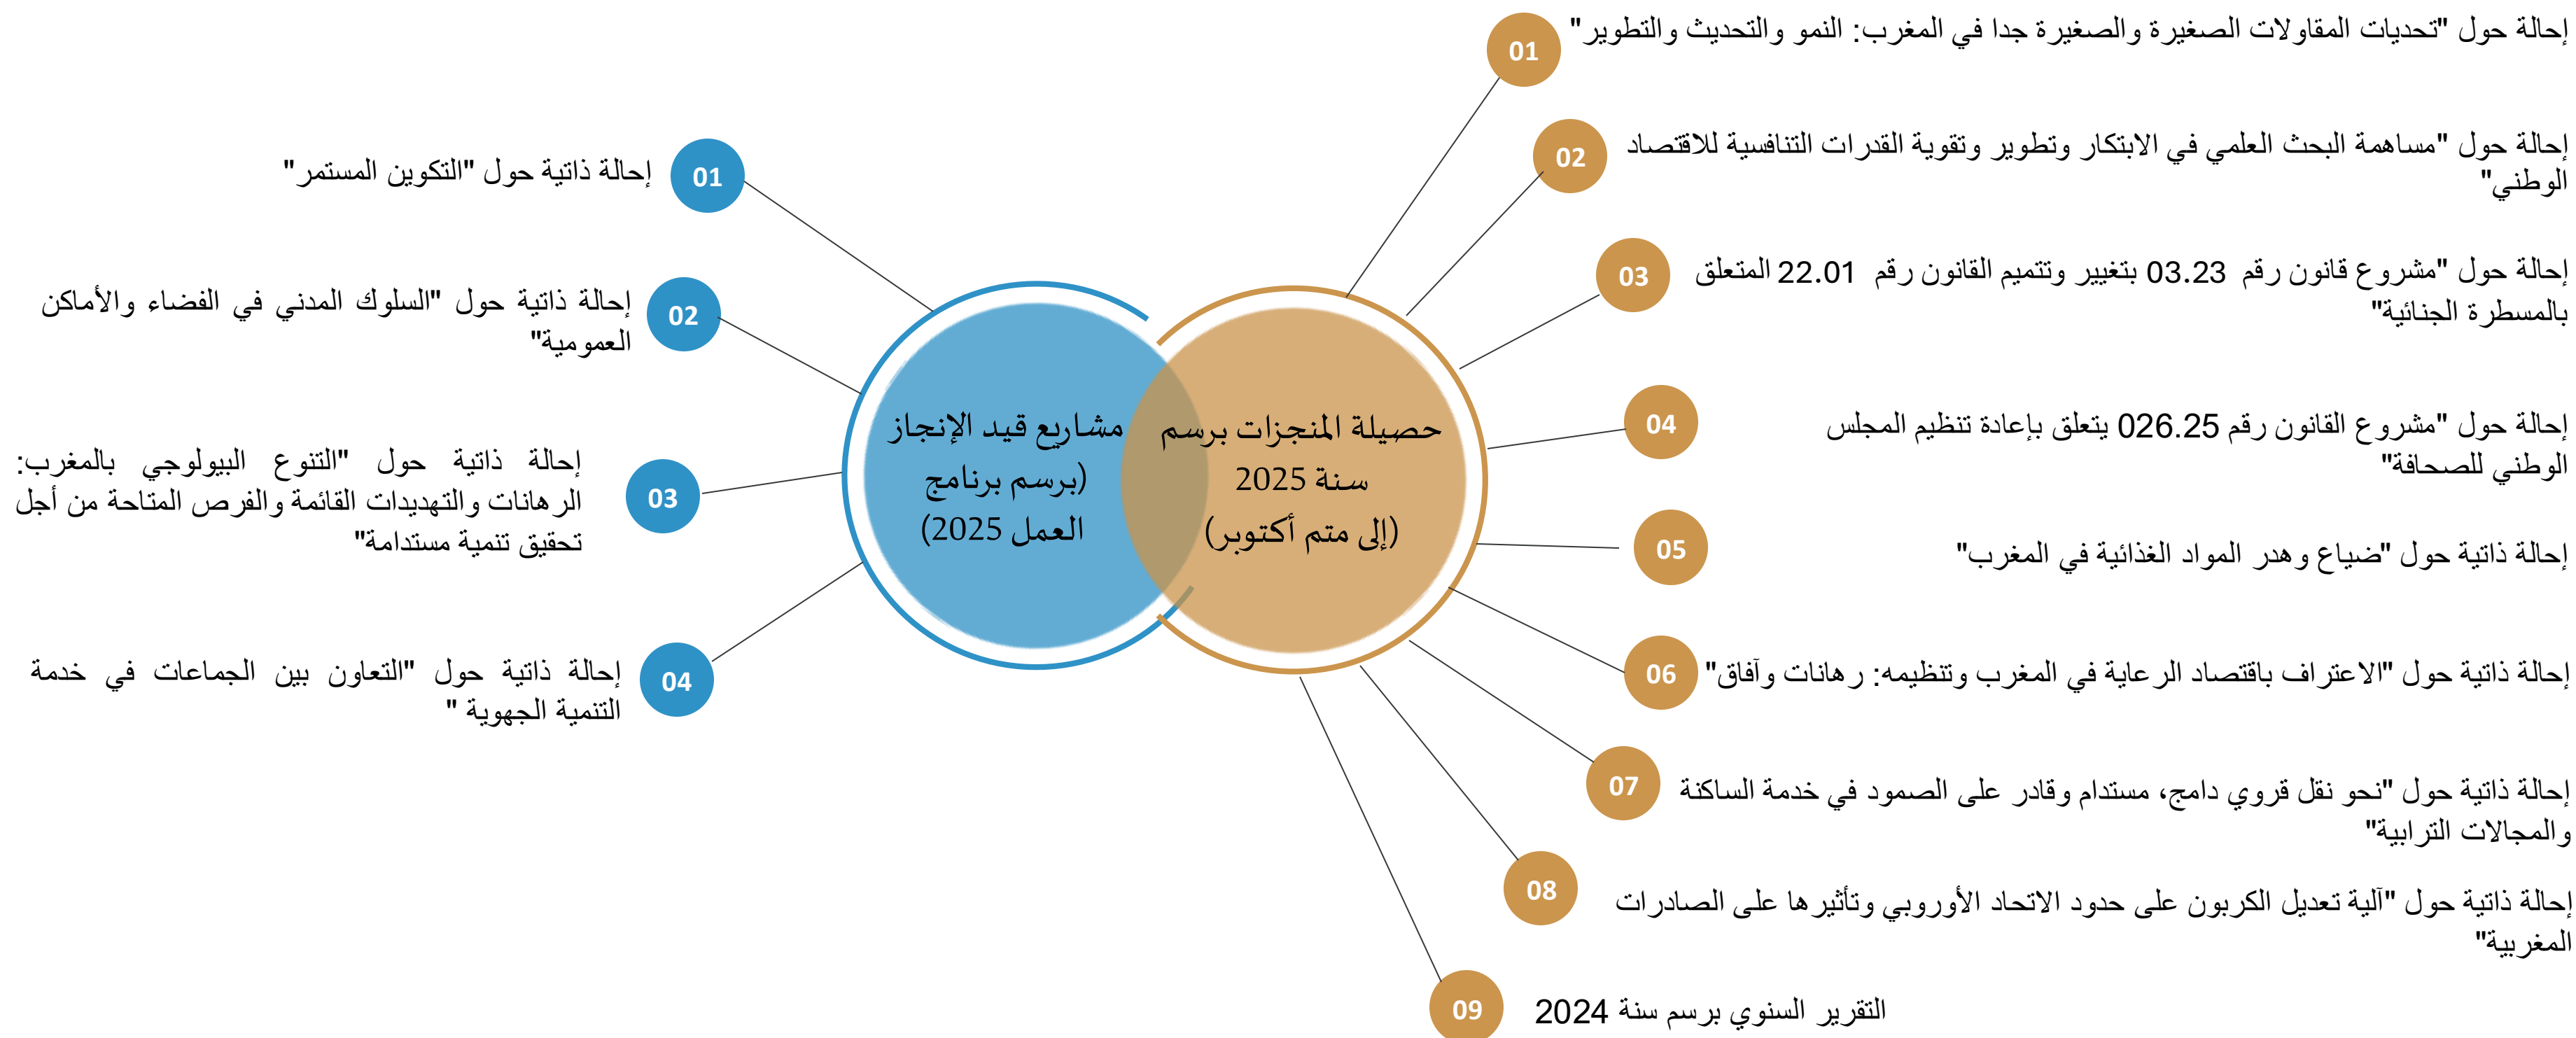 حصيلة المنجزات برسم
سنة 2025
(إلى متم أكتوبر)
01
إحالة حول "تحديات المقاولات الصغيرة والصغيرة جدا في المغرب: النمو والتحديث والتطوير"
02
إحالة حول "مساهمة البحث العلمي في الابتكار وتطوير وتقوية القدرات التنافسية للاقتصاد
الوطني"
03
إحالة حول "مشروع قانون رقم 03.23 بتغيير وتتميم القانون رقم 22.01 المتعلق
بالمسطرة الجنائية"
04
إحالة حول "مشروع القانون رقم 026.25 يتعلق بإعادة تنظيم المجلس
الوطني للصحافة"
05
إحالة ذاتية حول "ضياع وهدر المواد الغذائية في المغرب"
06
إحالة ذاتية حول "الاعتراف باقتصاد الرعاية في المغرب وتنظيمه: رهانات وآفاق"
07
إحالة ذاتية حول "نحو نقل قروي دامج، مستدام وقادر على الصمود في خدمة الساكنة
والمجالات الترابية"
08
إحالة ذاتية حول "آلية تعديل الكربون على حدود الاتحاد الأوروبي وتأثيرها على الصادرات
المغربية"
09
التقرير السنوي برسم سنة 2024
مشاريع قيد الإنجاز
(برسم برنامج
العمل 2025)
01
إحالة ذاتية حول "التكوين المستمر"
02
إحالة ذاتية حول "السلوك المدني في الفضاء والأماكن
العمومية"
03
إحالة ذاتية حول "التنوع البيولوجي بالمغرب:
الرهانات والتهديدات القائمة والفرص المتاحة من أجل
تحقيق تنمية مستدامة"
04
إحالة ذاتية حول "التعاون بين الجماعات في خدمة
التنمية الجهوية "